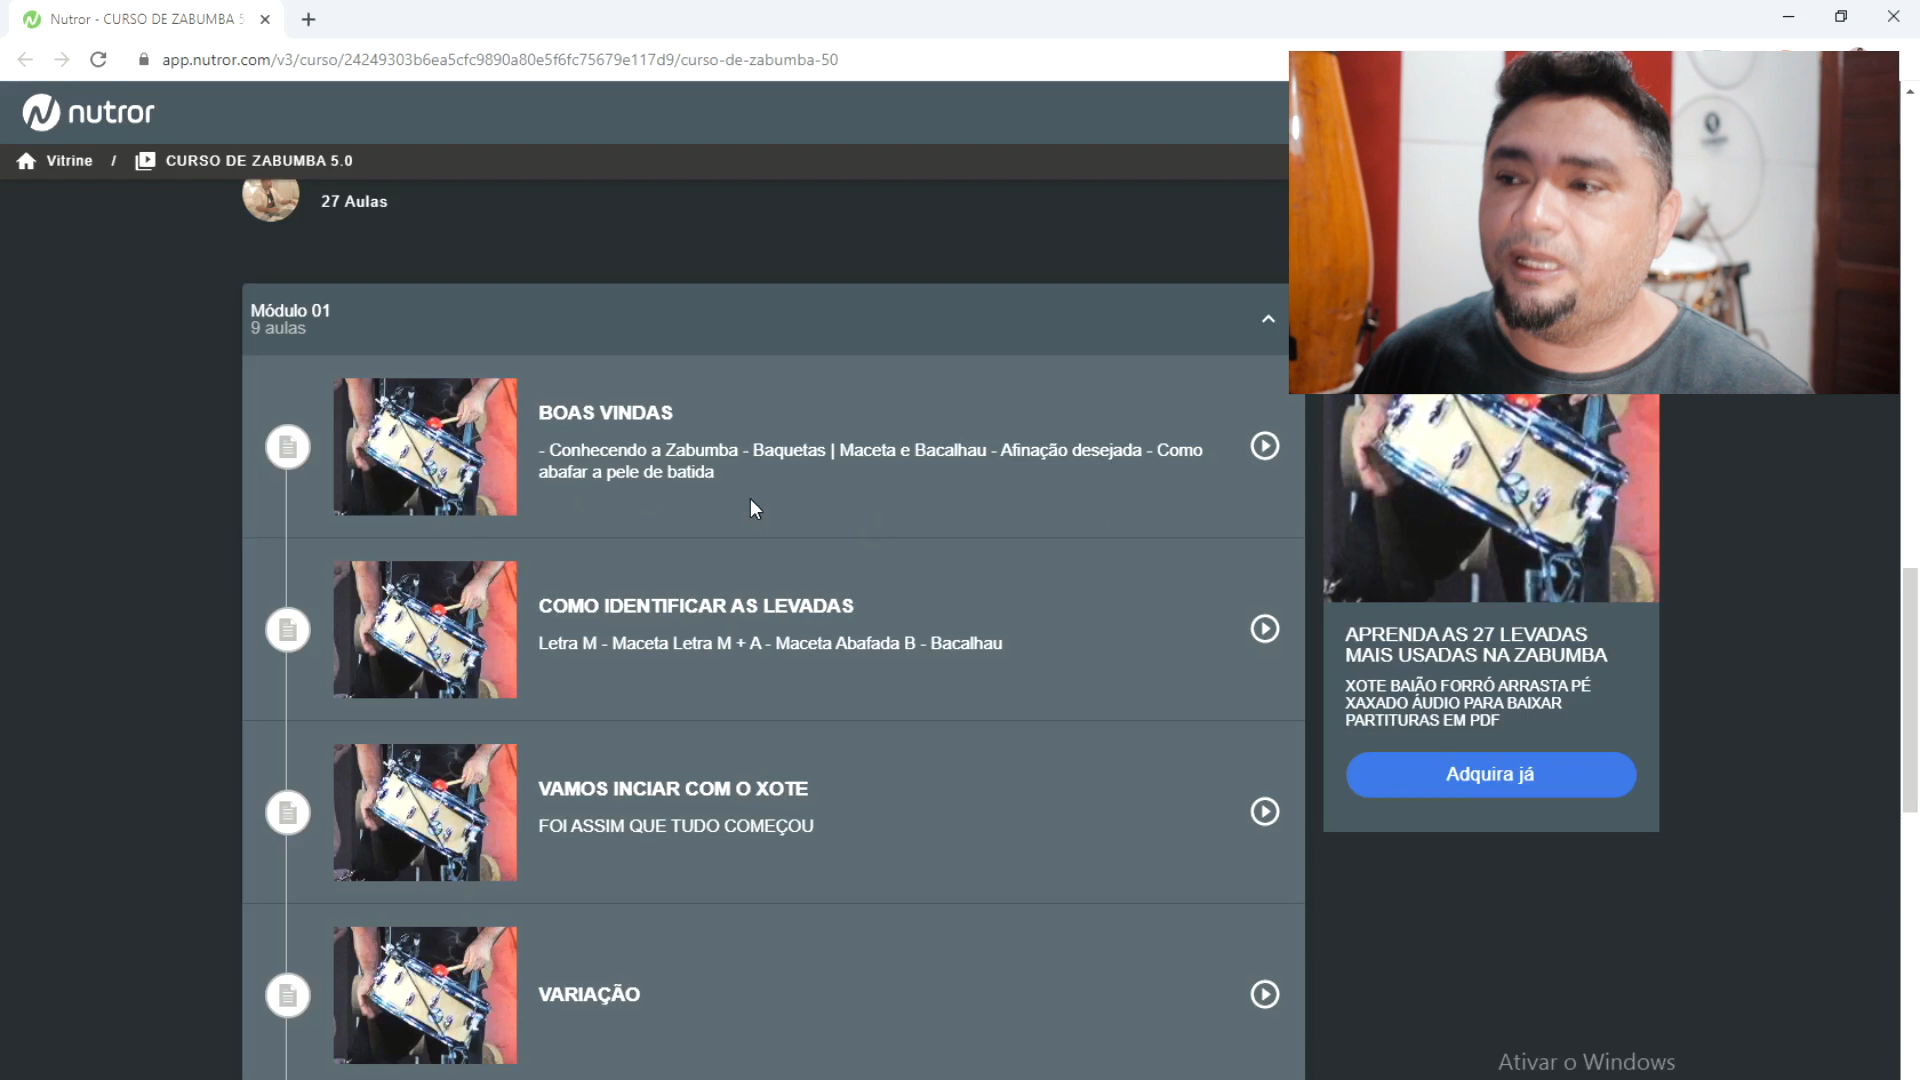 Nutror - CURSO DE ZABUMBA 5
app.nutror.com/v3/curso/24249303b6ea5cfc9890a80e5f6fc75679e117d9/curso-de-zabumba-50
nutror
Vitrine / CURSO DE ZABUMBA 5.0
27 Aulas
Módulo 01
9 aulas
BOAS VINDAS
- Conhecendo a Zabumba - Baquetas | Maceta e Bacalhau - Afinação desejada - Como
abafar a pele de batida
COMO IDENTIFICAR AS LEVADAS
Letra M - Maceta Letra M + A - Maceta Abafada B - Bacalhau
VAMOS INCIAR COM O XOTE
FOI ASSIM QUE TUDO COMEÇOU
VARIAÇÃO
APRENDA AS 27 LEVADAS
MAIS USADAS NA ZABUMBA
XOTE BAIÃO FORRÓ ARRASTA PÉ
XAXADO ÁUDIO PARA BAIXAR
PARTITURAS EM PDF
Adquira já
Ativar o Windows